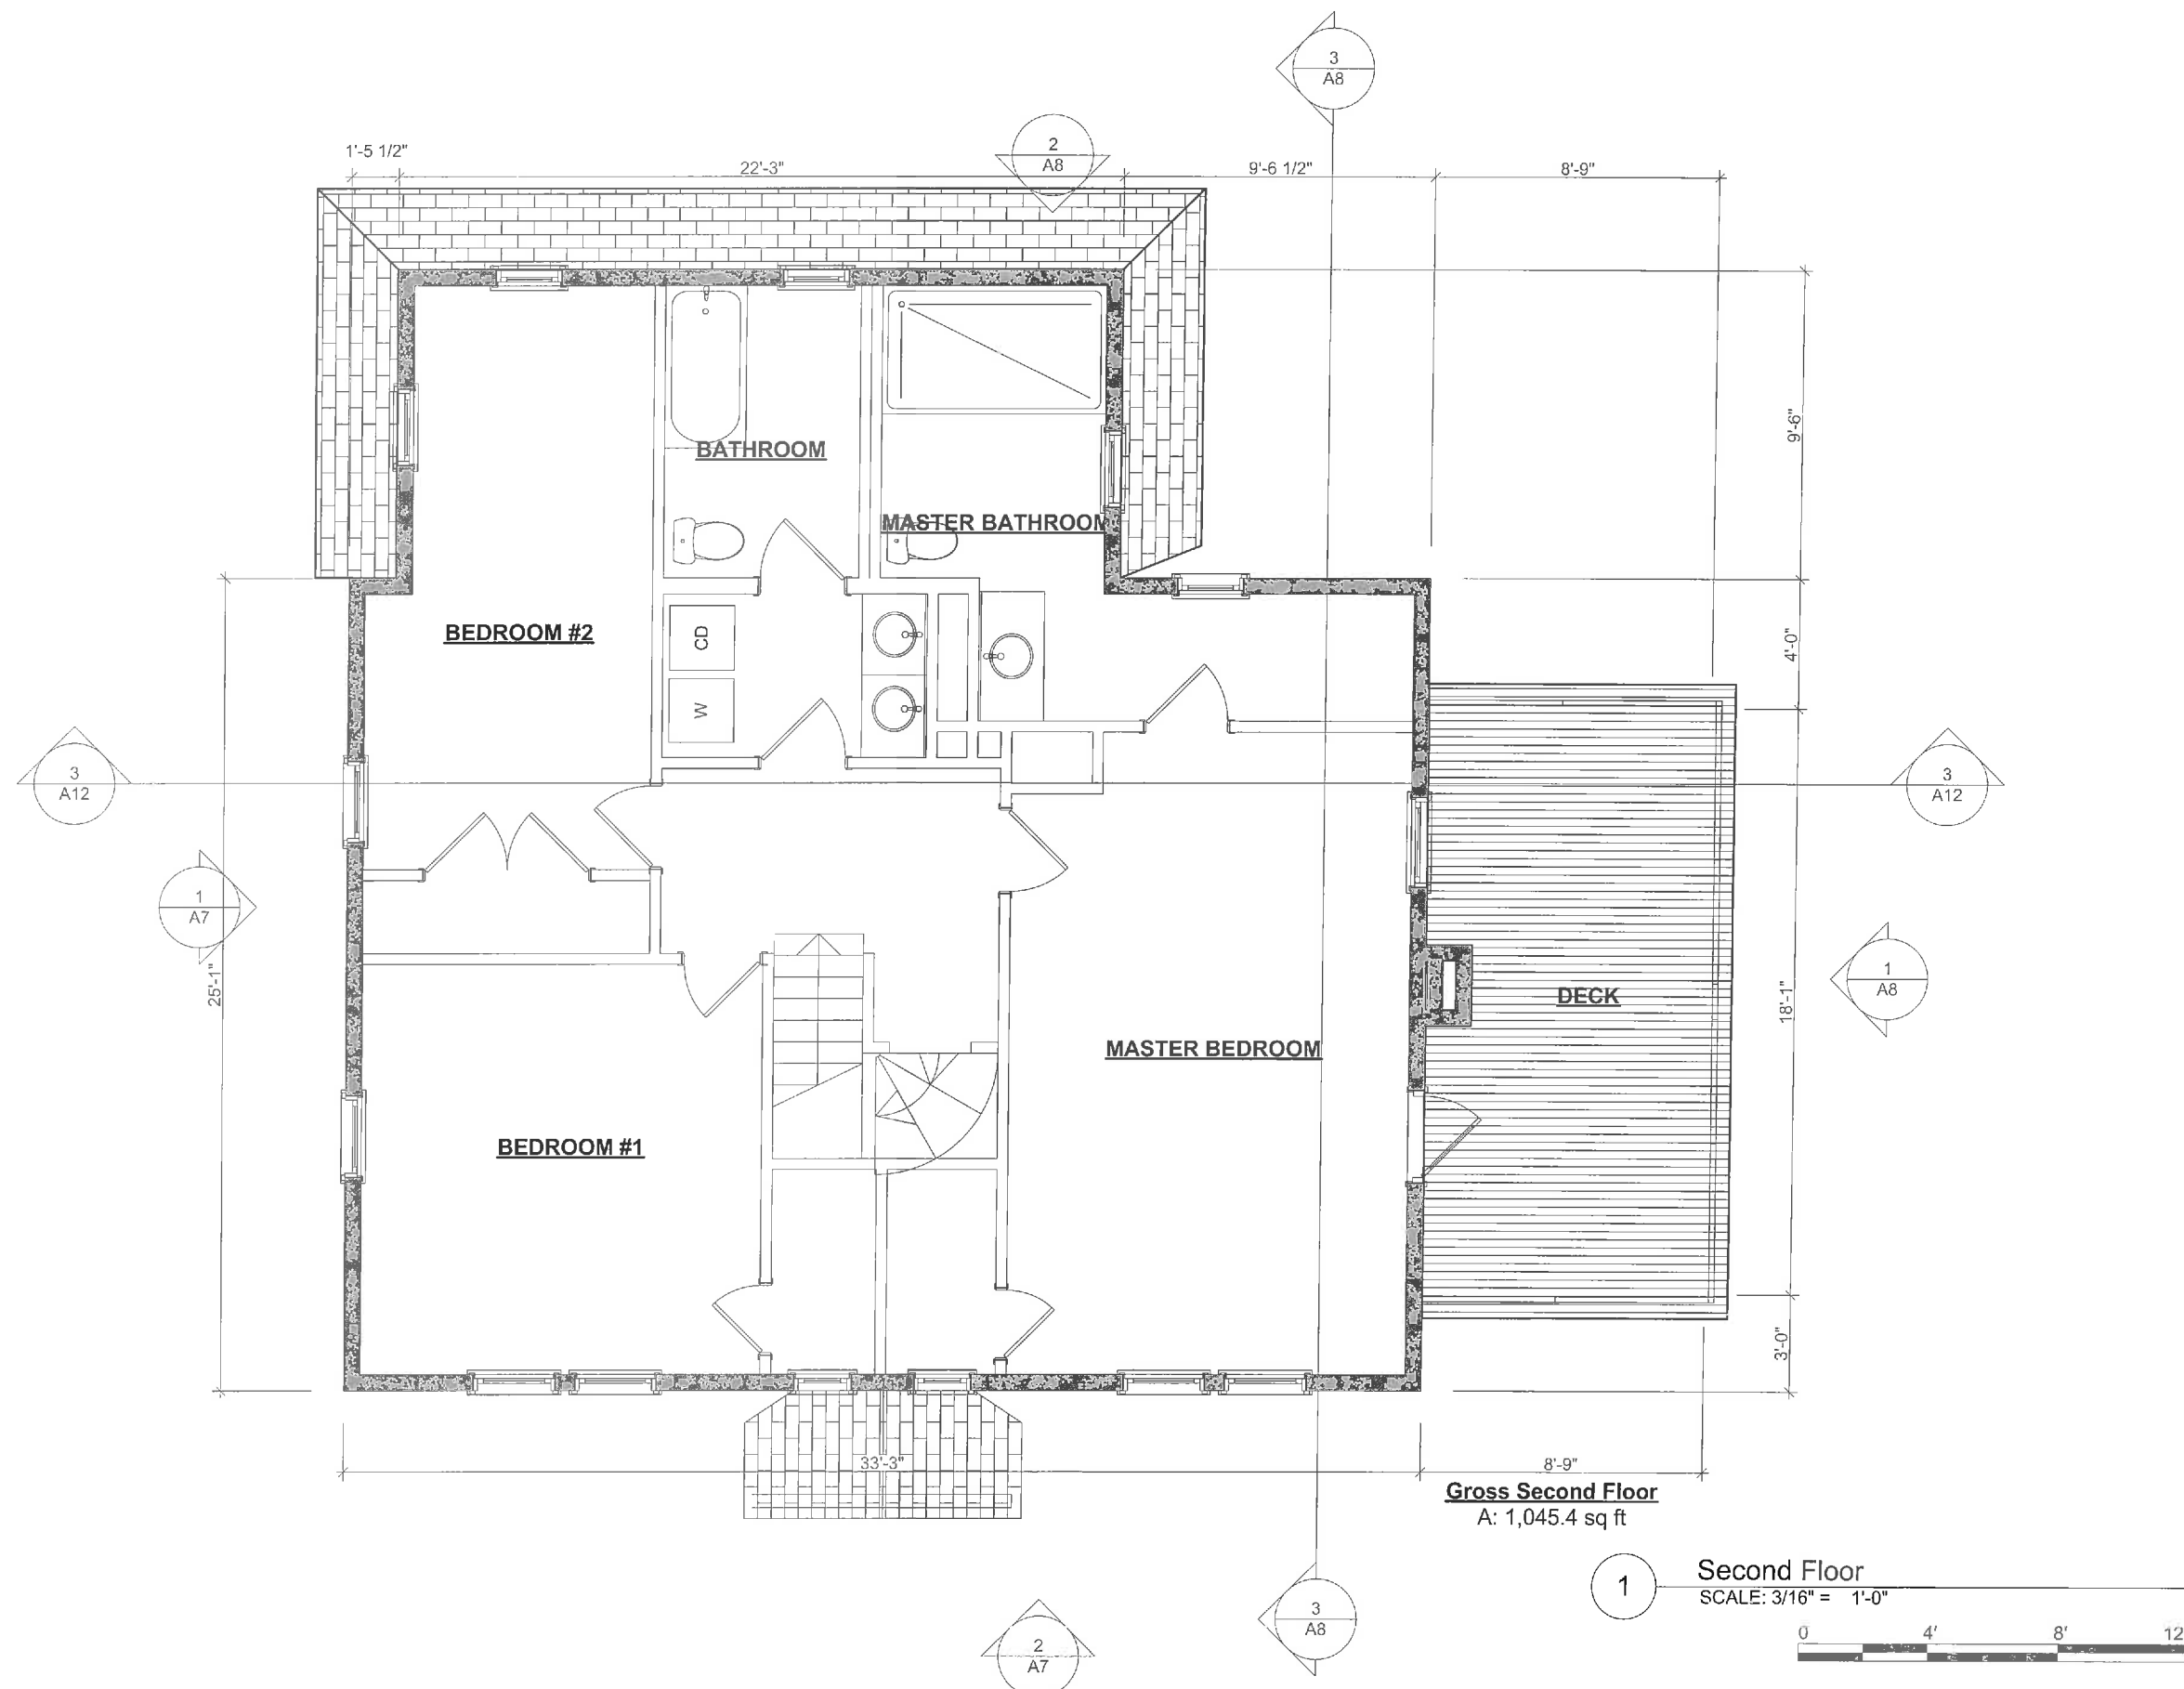 3
A8
2
A8
1'-5 1/2"
22'-3"
9'-6 1/2"
8'-9"
9'-6"
BATHROOM
MASTER BATHROOM
BEDROOM #2
CD
4'-0"
W
3
A12
3
A12
1
A7
25'-1"
1
A8
DECK
18'-1"
MASTER BEDROOM
BEDROOM #1
3'-0"
33'-3"
8'-9"
Gross Second Floor
A: 1,045.4 sq ft
1
Second Floor
SCALE: 3/16" = 1'-0"
3
A8
2
A7
0 4' 8' 12